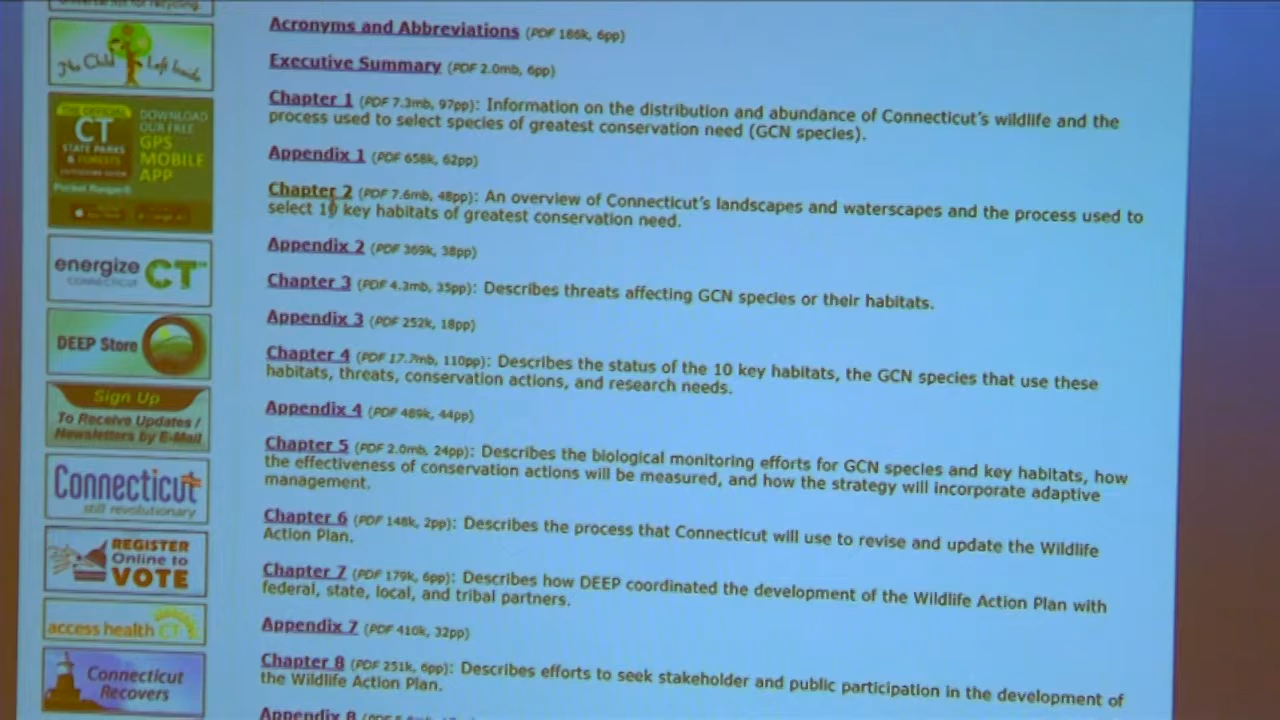 Universal list for recycling.
No Child Left Inside
THE OFFICIAL
CT
STATE PARKS
& FORESTS
DOWNLOAD
OUR FREE
GPS
MOBILE
APP
Pocket Ranger®
energize
CONNECTICUT
CT
DEEP Store
Sign Up
To Receive Updates /
Newsletters by E-Mail
Connecticut
still revolutionary
REGISTER
Online to
VOTE
access health CT
Connecticut
Recovers
Acronyms and Abbreviations (PDF 186k, 6pp)
Executive Summary (PDF 2.0mb, 6pp)
Chapter 1 (PDF 7.3mb, 97pp): Information on the distribution and abundance of Connecticut's wildlife and the
process used to select species of greatest conservation need (GCN species).
Appendix 1 (PDF 658k, 62pp)
Chapter 2 (PDF 7.6mb, 48pp): An overview of Connecticut's landscapes and waterscapes and the process used to
select 10 key habitats of greatest conservation need.
Appendix 2 (PDF 369k, 38pp)
Chapter 3 (PDF 4.3mb, 35pp): Describes threats affecting GCN species or their habitats.
Appendix 3 (PDF 252k, 18pp)
Chapter 4 (PDF 17.7mb, 110pp): Describes the status of the 10 key habitats, the GCN species that use these
habitats, threats, conservation actions, and research needs.
Appendix 4 (PDF 489k, 44pp)
Chapter 5 (PDF 2.0mb, 24pp): Describes the biological monitoring efforts for GCN species and key habitats, how
the effectiveness of conservation actions will be measured, and how the strategy will incorporate adaptive
management.
Chapter 6 (PDF 148k, 2pp): Describes the process that Connecticut will use to revise and update the Wildlife
Action Plan.
Chapter 7 (PDF 179k, 6pp): Describes how DEEP coordinated the development of the Wildlife Action Plan with
federal, state, local, and tribal partners.
Appendix 7 (PDF 410k, 32pp)
Chapter 8 (PDF 251k, 6pp): Describes efforts to seek stakeholder and public participation in the development of
the Wildlife Action Plan.
Appendix 8